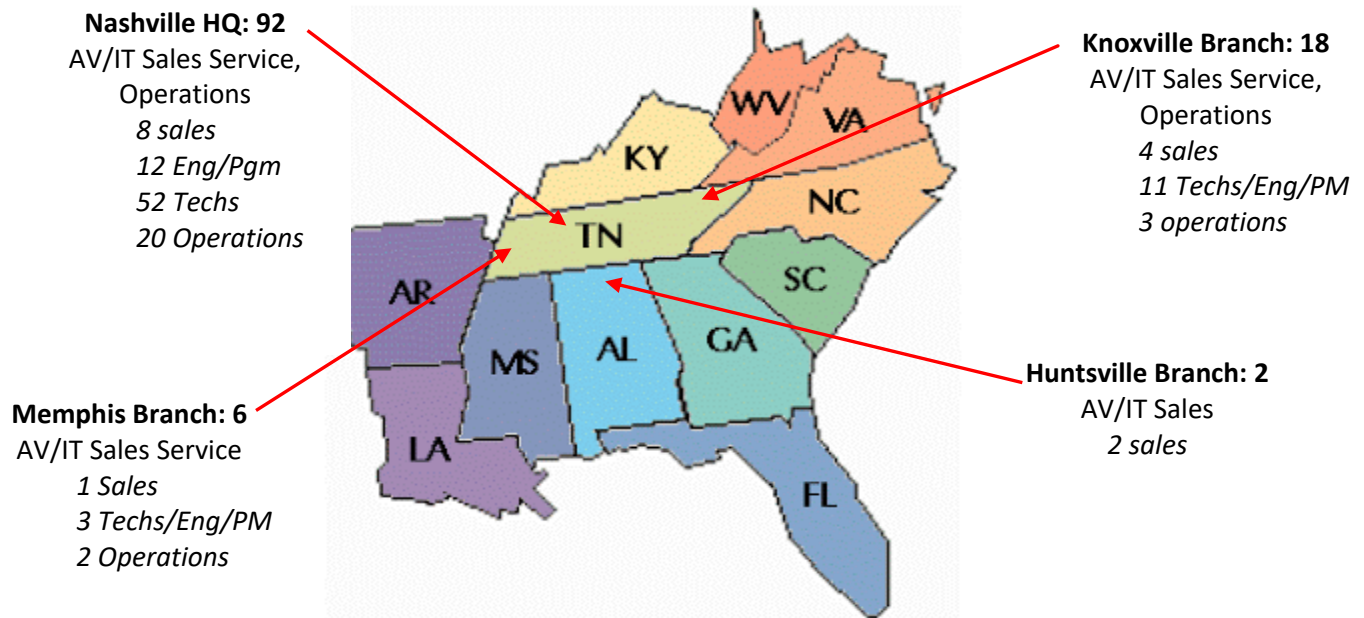 Nashville HQ: 92
AV/IT Sales Service,
Operations
8 sales
12 Eng/Pgm
52 Techs
20 Operations
Knoxville Branch: 18
AV/IT Sales Service,
Operations
4 sales
11 Techs/Eng/PM
3 operations
WV
VA
KY
NC
TN
SC
AR
MS
AL
GA
LA
FL
Memphis Branch: 6
AV/IT Sales Service
1 Sales
3 Techs/Eng/PM
2 Operations
Huntsville Branch: 2
AV/IT Sales
2 sales